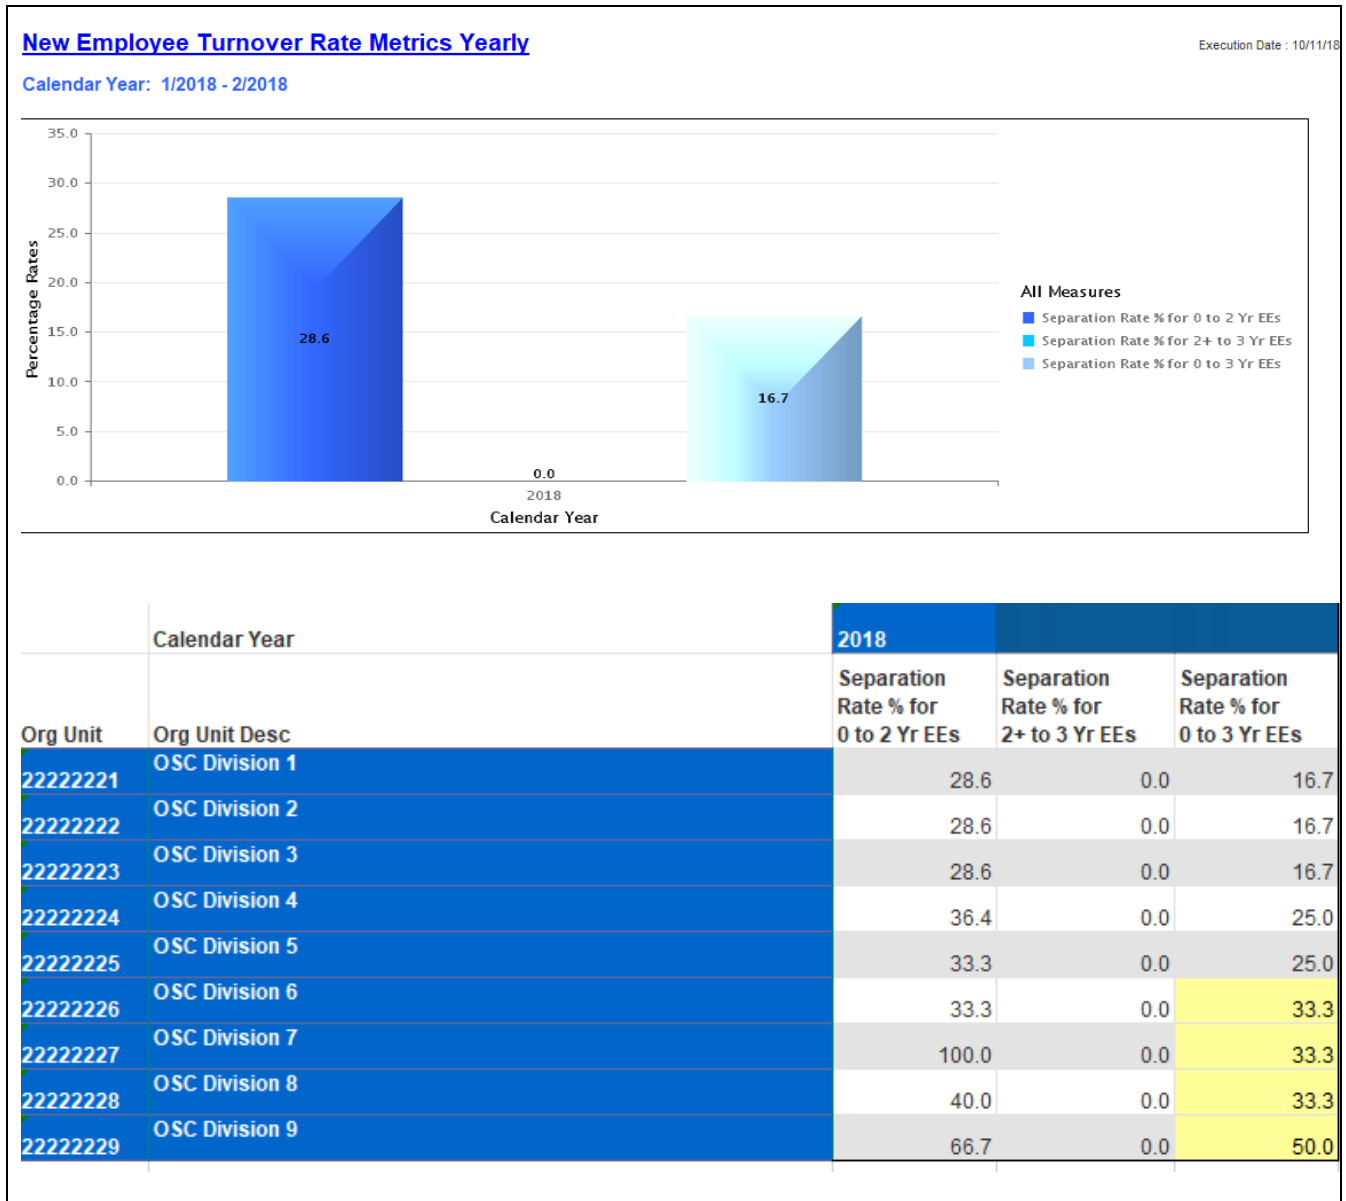 New Employee Turnover Rate Metrics Yearly
Execution Date : 10/11/18
Calendar Year: 1/2018 - 2/2018
35.0
30.0
25.0
20.0
15.0
10.0
5.0
0.0
Percentage Rates
28.6
0.0
16.7
2018
Calendar Year
All Measures
Separation Rate % for 0 to 2 Yr EEs
Separation Rate % for 2+ to 3 Yr EEs
Separation Rate % for 0 to 3 Yr EEs
Calendar Year 2018
Separation Separation Separation
Rate % for Rate % for Rate % for
Org Unit Org Unit Desc 0 to 2 Yr EEs 2+ to 3 Yr EEs 0 to 3 Yr EEs
22222221 OSC Division 1 28.6 0.0 16.7
22222222 OSC Division 2 28.6 0.0 16.7
22222223 OSC Division 3 28.6 0.0 16.7
22222224 OSC Division 4 36.4 0.0 25.0
22222225 OSC Division 5 33.3 0.0 25.0
22222226 OSC Division 6 33.3 0.0 33.3
22222227 OSC Division 7 100.0 0.0 33.3
22222228 OSC Division 8 40.0 0.0 33.3
22222229 OSC Division 9 66.7 0.0 50.0